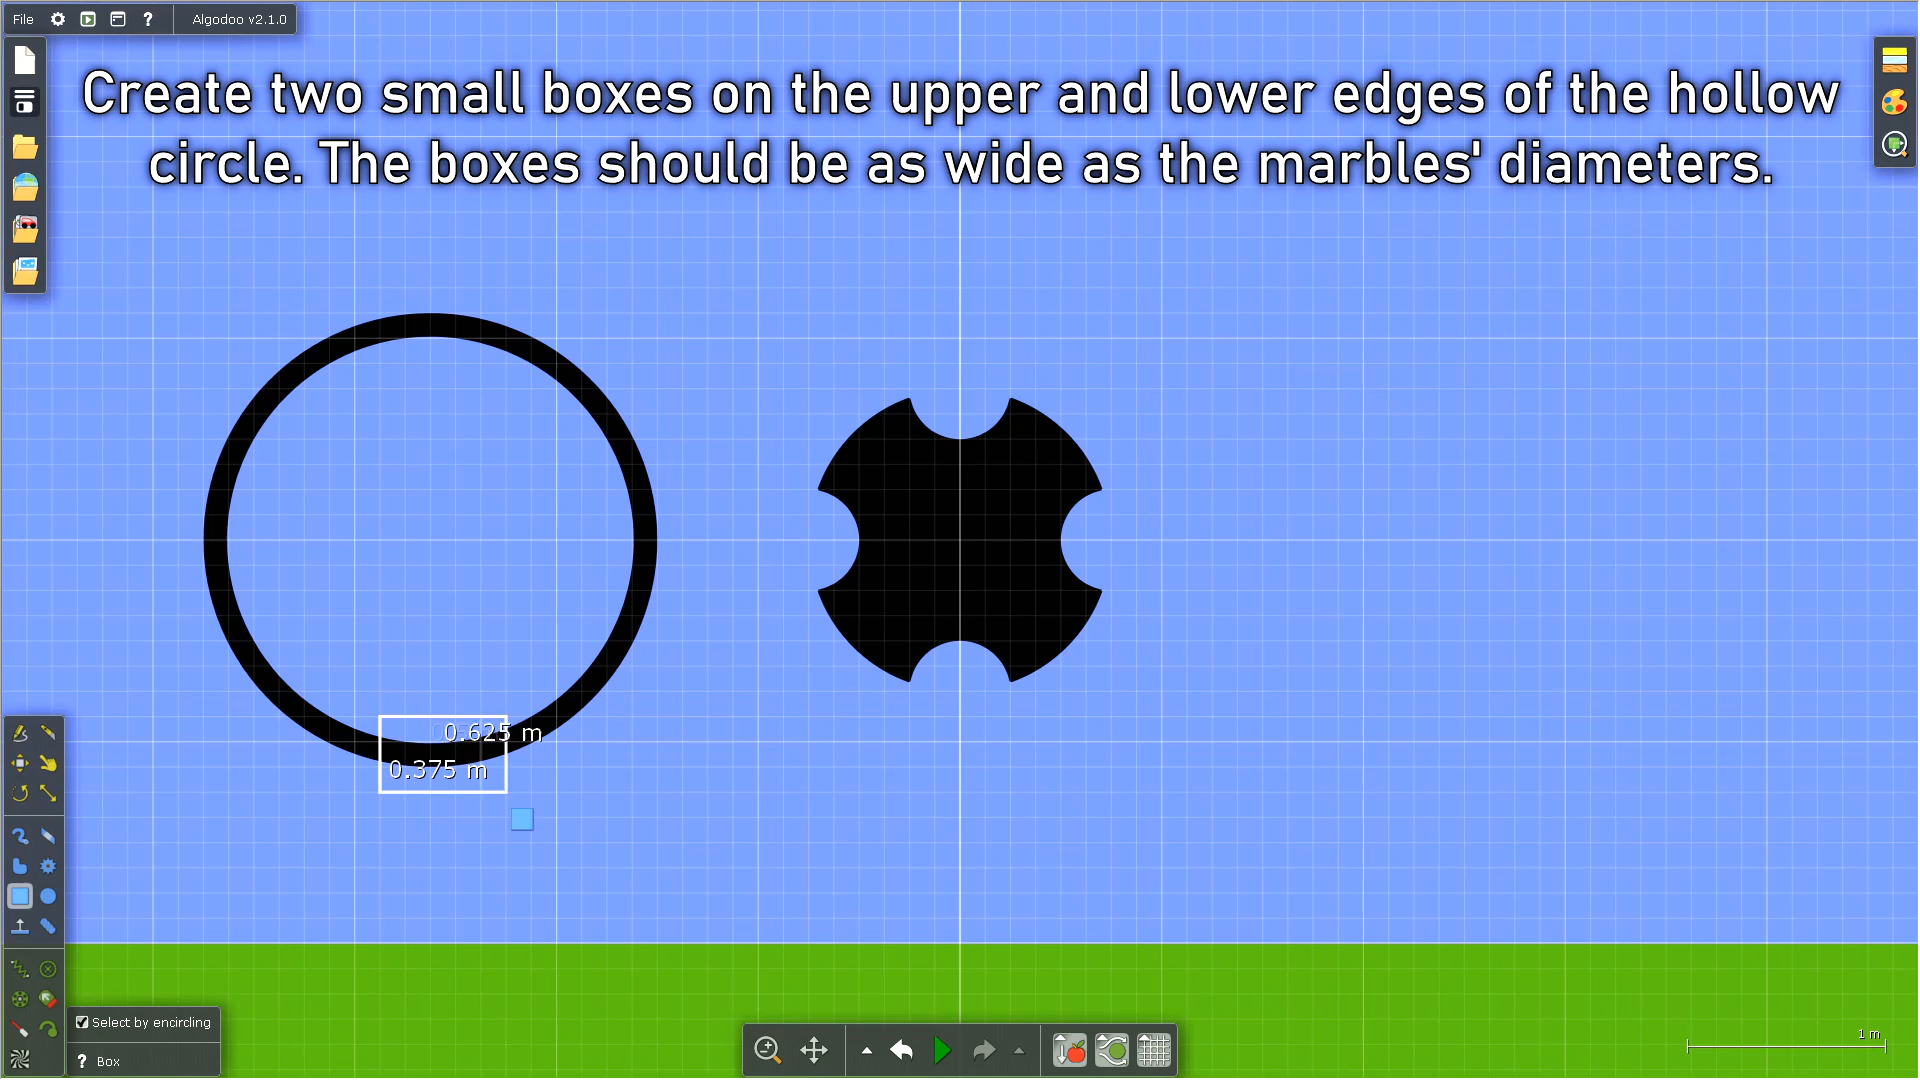 File
Algodoo v2.1.0
Create two small boxes on the upper and lower edges of the hollow
circle. The boxes should be as wide as the marbles' diameters.
0.625 m
0.375 m
Select by encircling
? Box
1 m